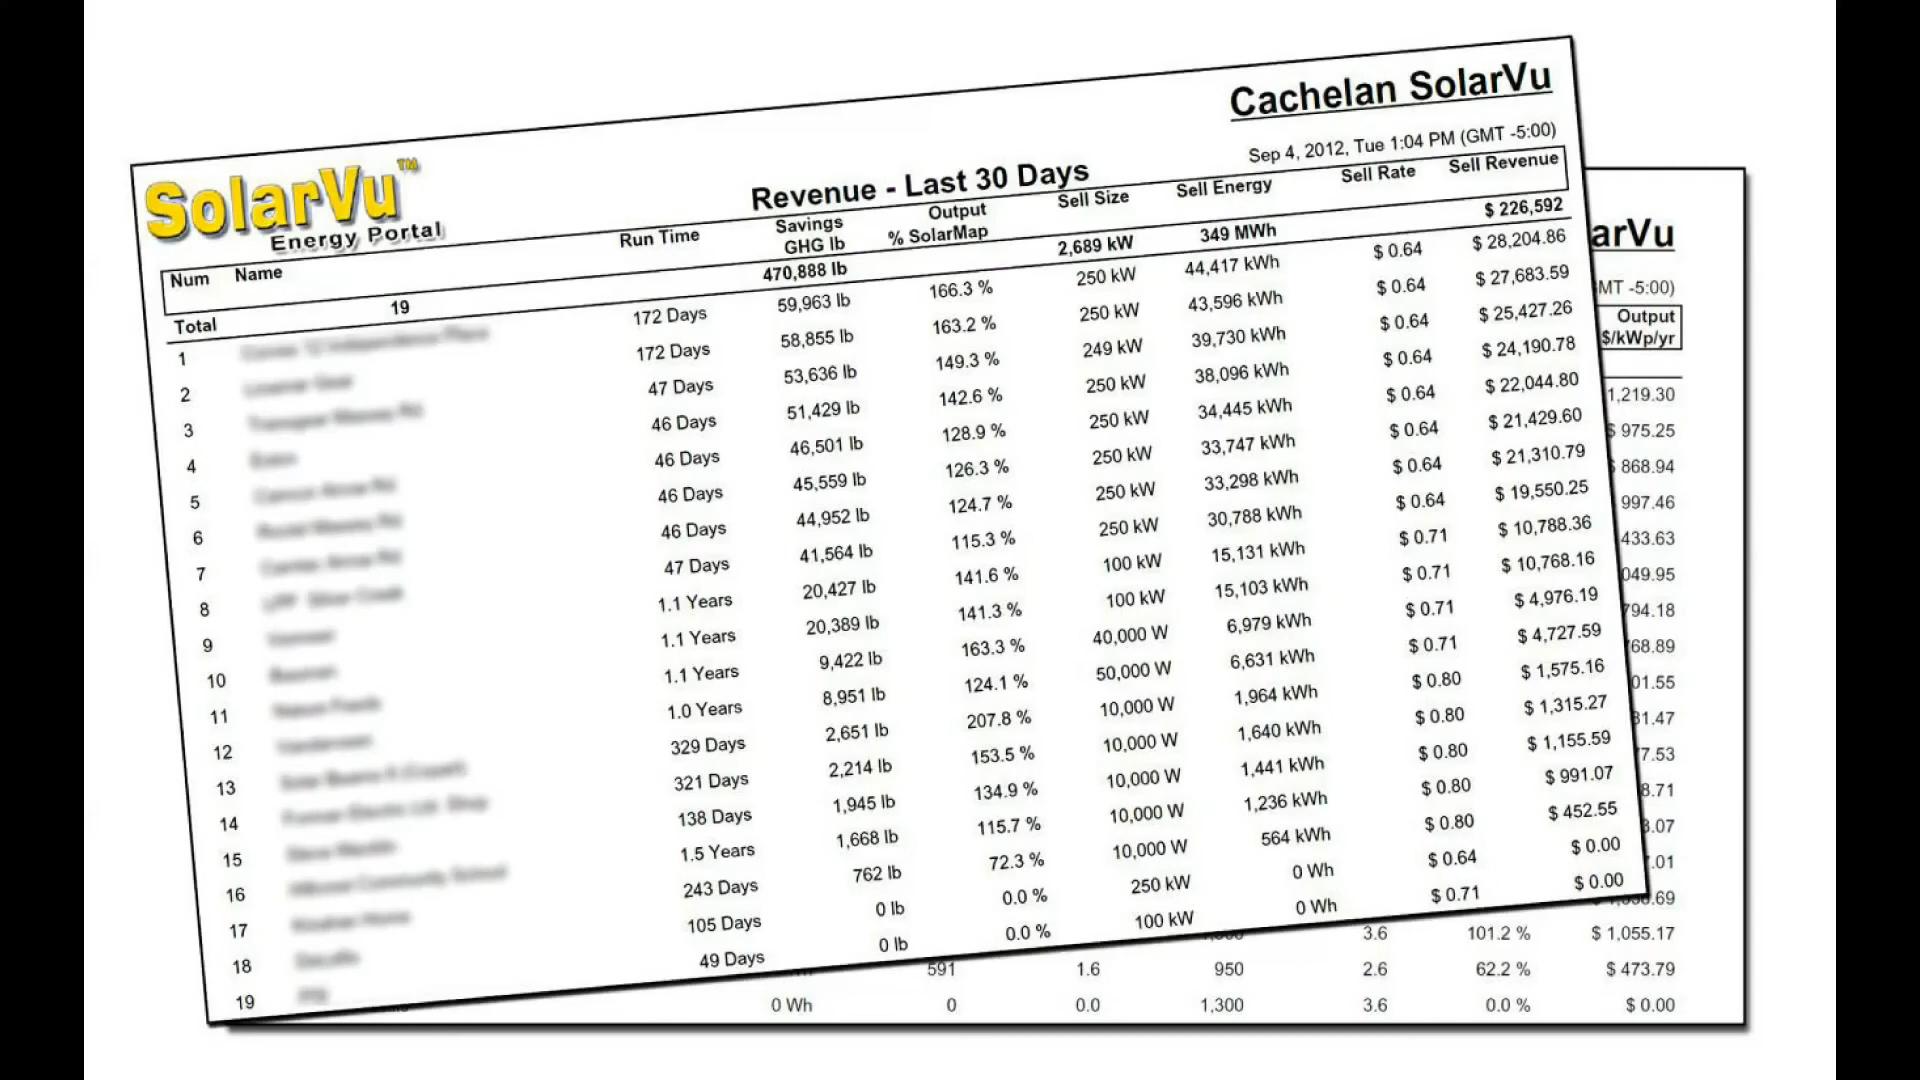 Cachelan SolarVu
Sep 4, 2012, Tue 1:04 PM (GMT -5:00)
SolarVu™
Energy Portal
Revenue - Last 30 Days
Num Name Run Time Savings GHG lb Output % SolarMap Sell Size Sell Energy Sell Rate Sell Revenue
Total 19 470,888 lb 2,689 kW 349 MWh $ 226,592
1 172 Days 59,963 lb 166.3 % 250 kW 44,417 kWh $ 0.64 $ 28,204.86
2 172 Days 58,855 lb 163.2 % 250 kW 43,596 kWh $ 0.64 $ 27,683.59
3 47 Days 53,636 lb 149.3 % 249 kW 39,730 kWh $ 0.64 $ 25,427.26
4 46 Days 51,429 lb 142.6 % 250 kW 38,096 kWh $ 0.64 $ 24,190.78
5 46 Days 46,501 lb 128.9 % 250 kW 34,445 kWh $ 0.64 $ 22,044.80
6 46 Days 45,559 lb 126.3 % 250 kW 33,747 kWh $ 0.64 $ 21,429.60
7 46 Days 44,952 lb 124.7 % 250 kW 33,298 kWh $ 0.64 $ 21,310.79
8 47 Days 41,564 lb 115.3 % 250 kW 30,788 kWh $ 0.64 $ 19,550.25
9 1.1 Years 20,427 lb 141.6 % 100 kW 15,131 kWh $ 0.71 $ 10,788.36
10 1.1 Years 20,389 lb 141.3 % 100 kW 15,103 kWh $ 0.71 $ 10,768.16
11 1.1 Years 9,422 lb 163.3 % 40,000 W 6,979 kWh $ 0.71 $ 4,976.19
12 1.0 Years 8,951 lb 124.1 % 50,000 W 6,631 kWh $ 0.71 $ 4,727.59
13 329 Days 2,651 lb 207.8 % 10,000 W 1,964 kWh $ 0.80 $ 1,575.16
14 321 Days 2,214 lb 153.5 % 10,000 W 1,640 kWh $ 0.80 $ 1,315.27
15 138 Days 1,945 lb 134.9 % 10,000 W 1,441 kWh $ 0.80 $ 1,155.59
16 1.5 Years 1,668 lb 115.7 % 10,000 W 1,236 kWh $ 0.80 $ 991.07
17 243 Days 762 lb 72.3 % 10,000 W 564 kWh $ 0.80 $ 452.55
18 105 Days 0 lb 0.0 % 250 kW 0 Wh $ 0.64 $ 0.00
19 49 Days 0 lb 0.0 % 100 kW 0 Wh $ 0.71 $ 0.00
arVu
MT -5:00)
Output
$/kWp/yr
1,219.30
$ 975.25
$ 868.94
997.46
433.63
049.95
794.18
68.89
01.55
31.47
7.53
8.71
3.07
.01
3.6 101.2 % $ 1,055.17
591 1.6 950 2.6 62.2 % $ 473.79
0 Wh 0 0.0 1,300 3.6 0.0 % $ 0.00